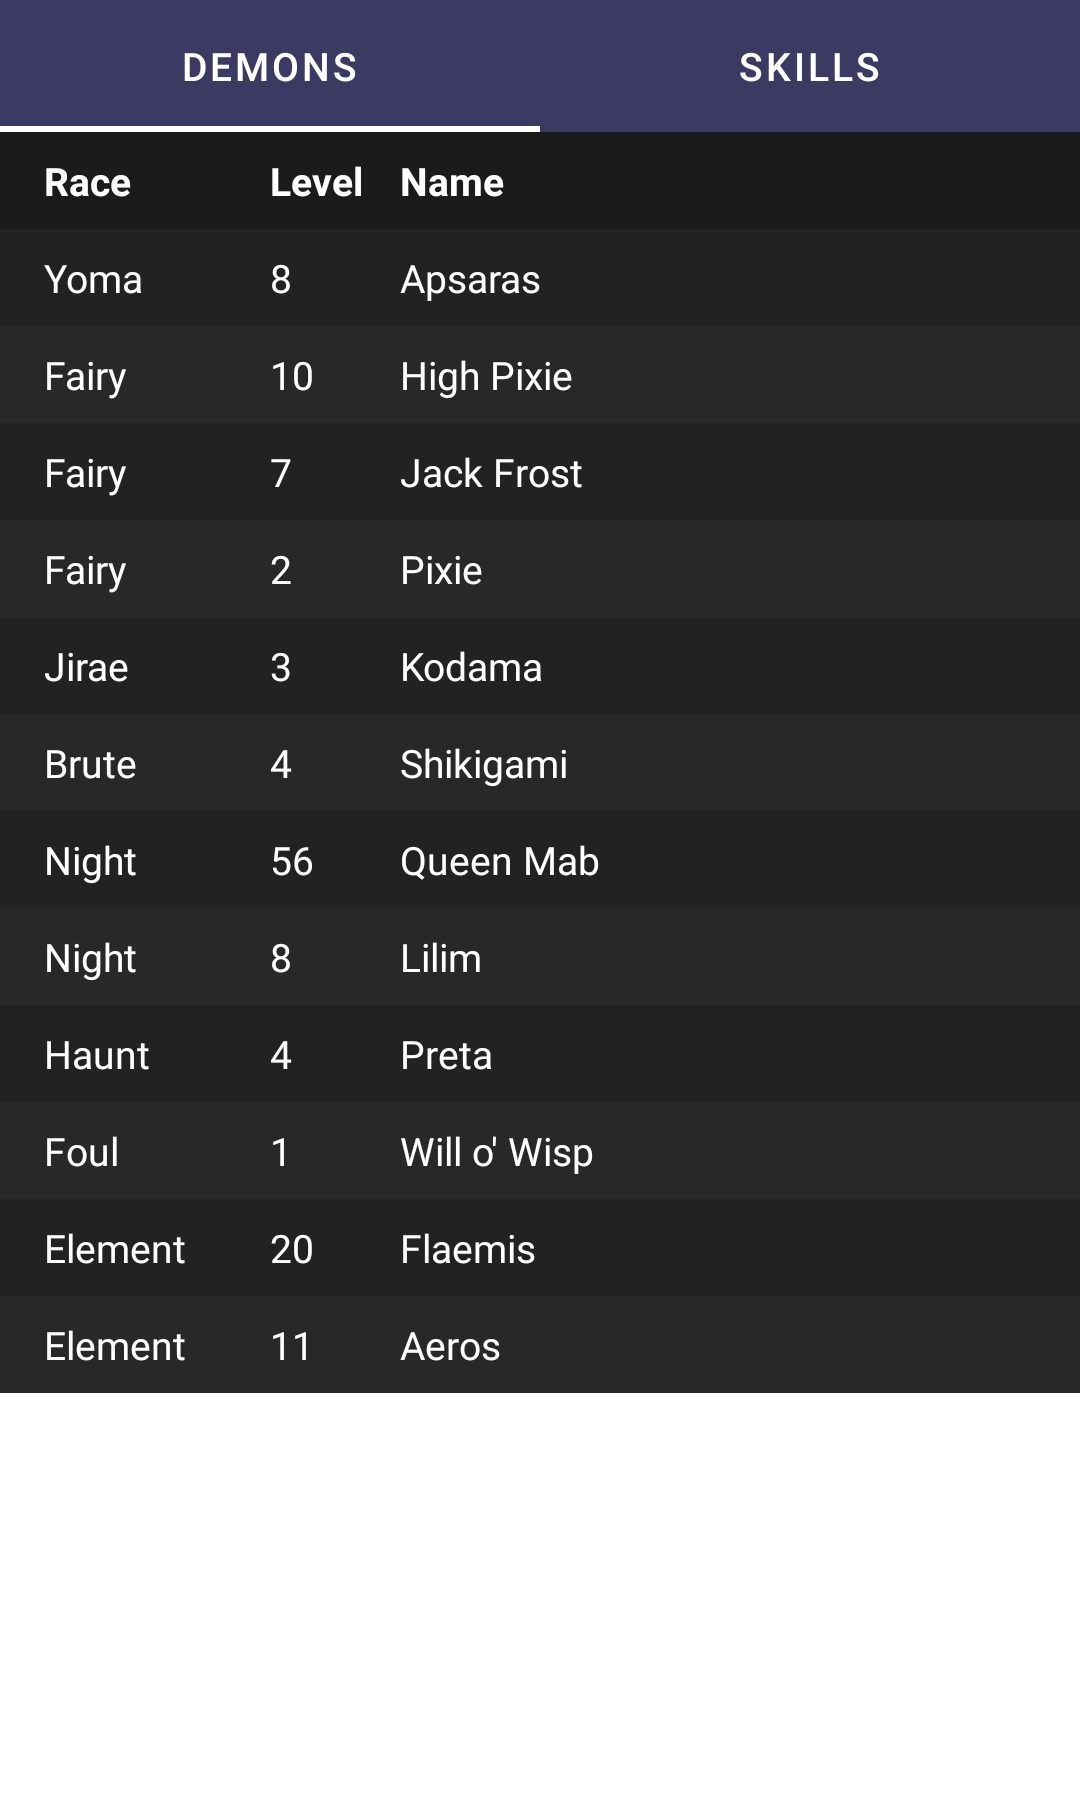 DEMONS SKILLS
Race Level Name
Yoma 8 Apsaras
Fairy 10 High Pixie
Fairy 7 Jack Frost
Fairy 2 Pixie
Jirae 3 Kodama
Brute 4 Shikigami
Night 56 Queen Mab
Night 8 Lilim
Haunt 4 Preta
Foul 1 Will o' Wisp
Element 20 Flaemis
Element 11 Aeros